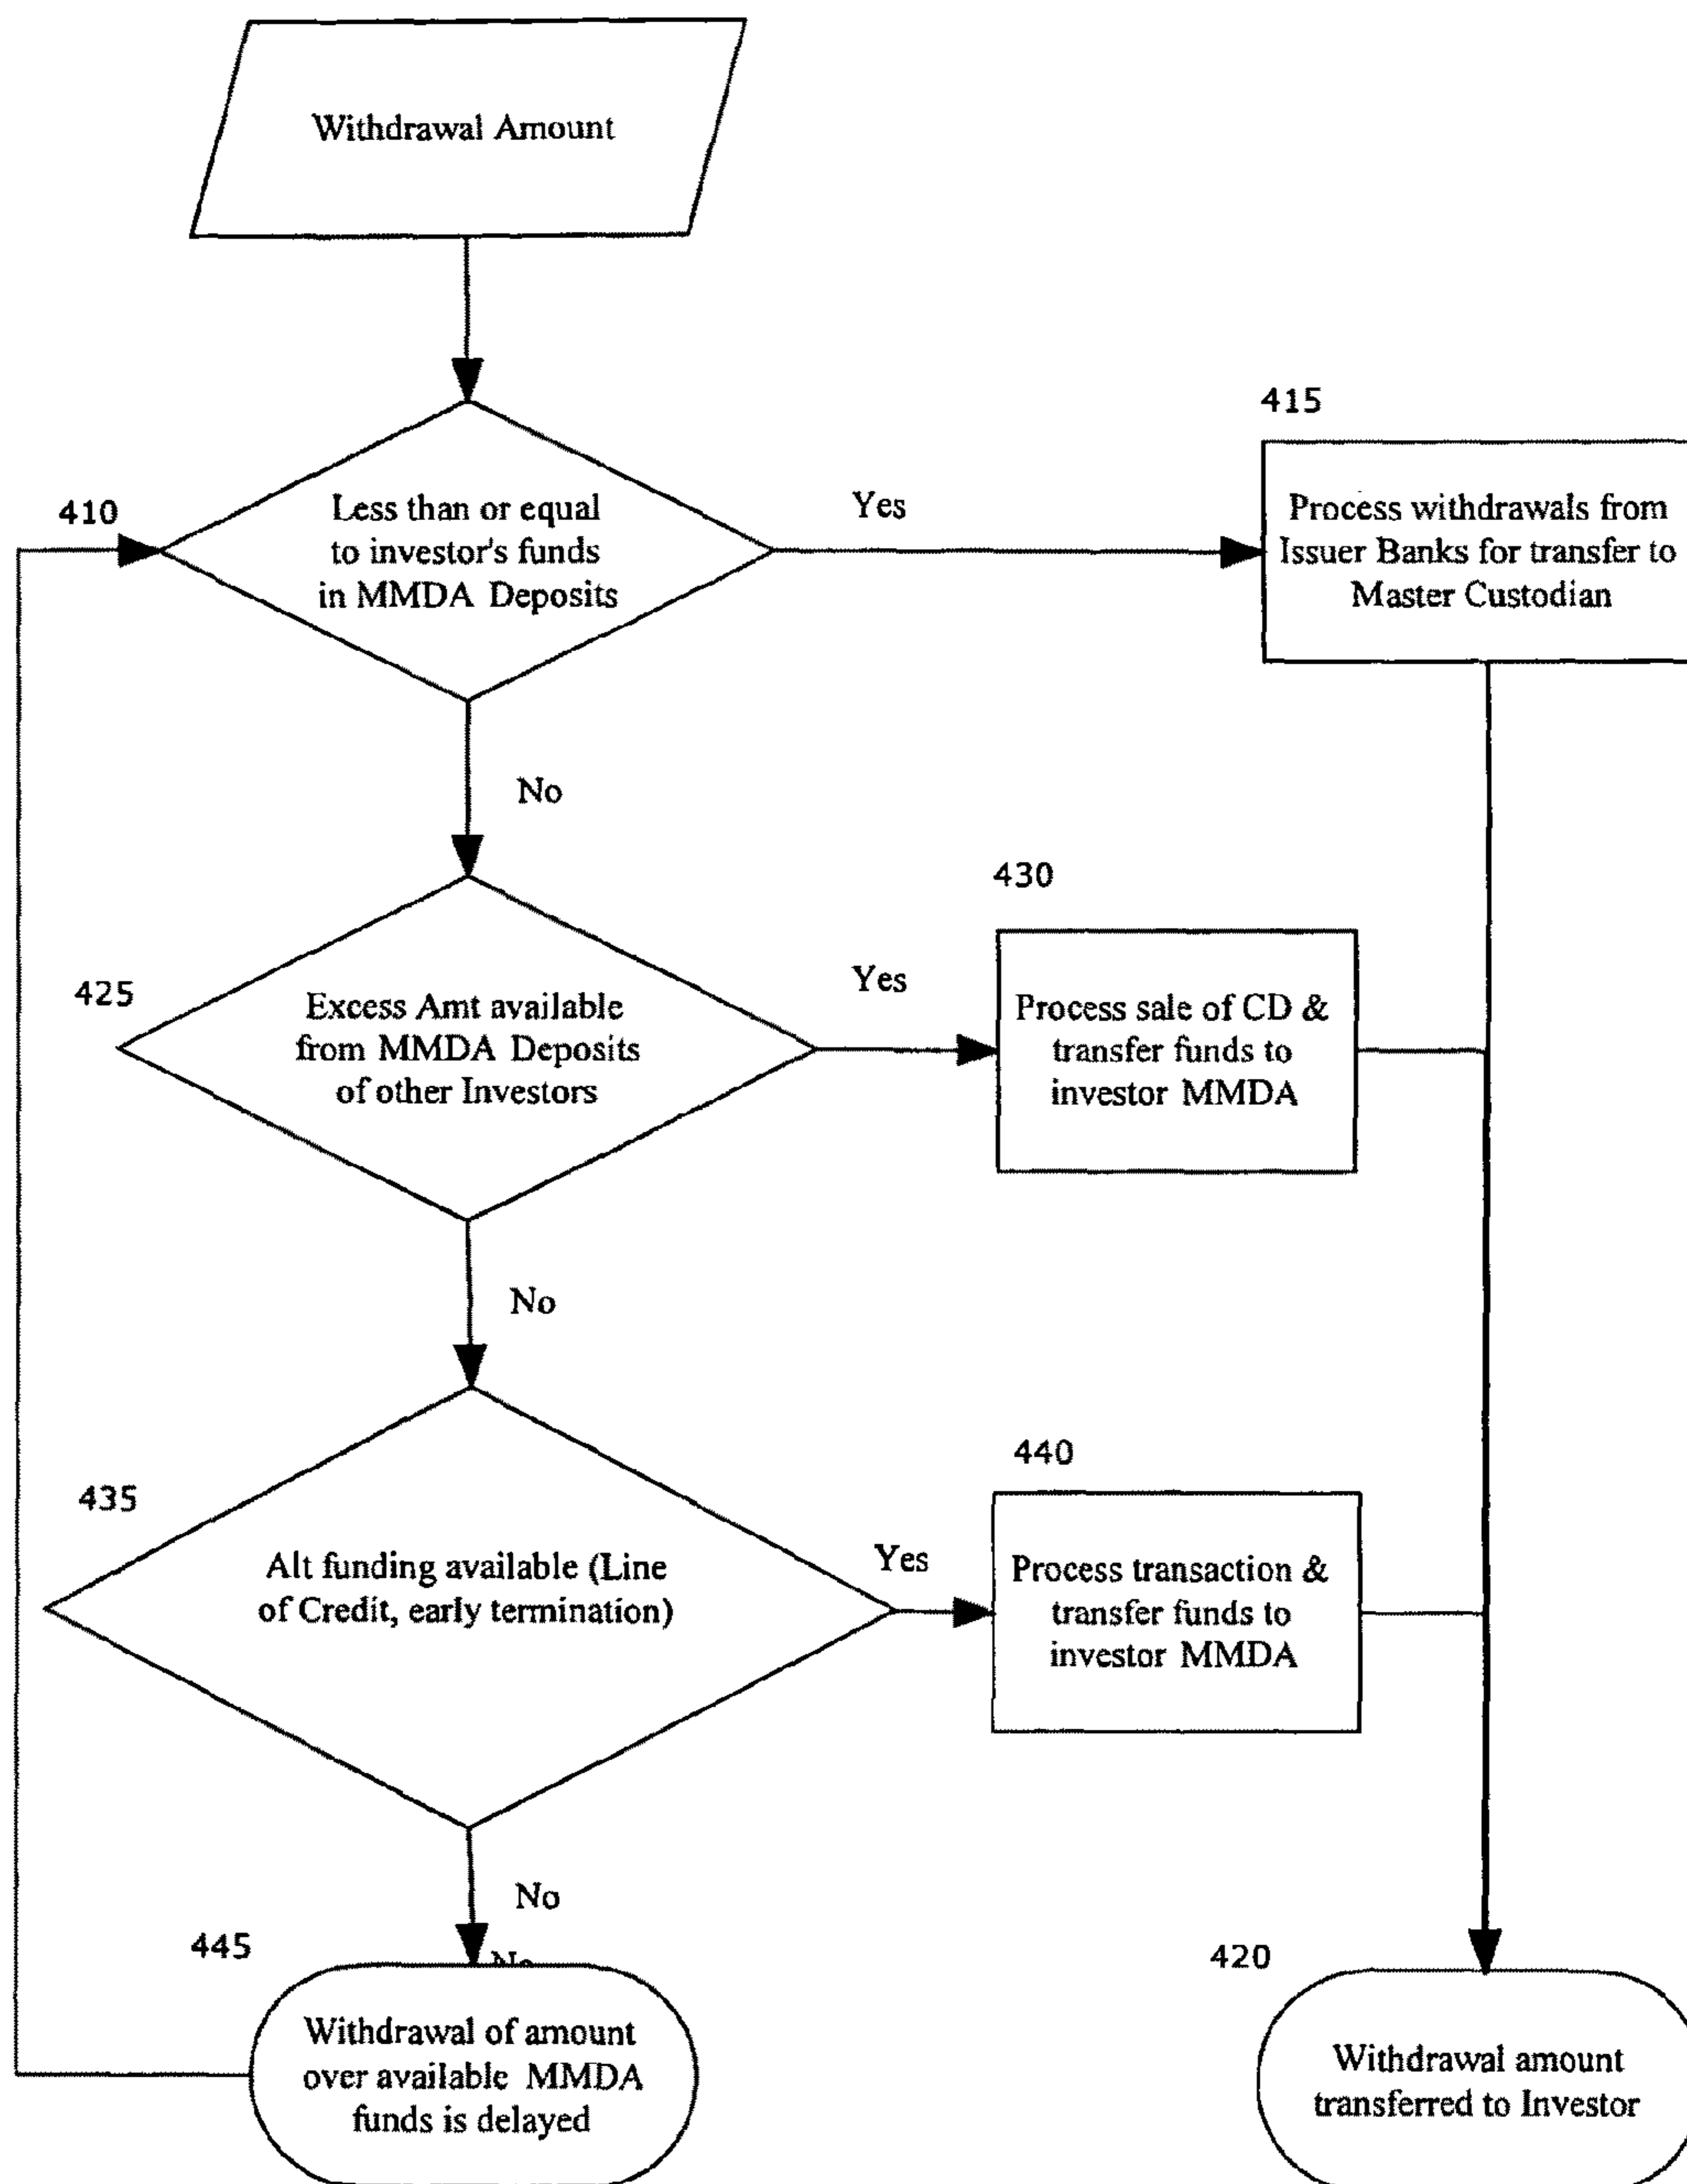 Withdrawal Amount
415
410
Less than or equal
to investor's funds
in MMDA Deposits
Yes
Process withdrawals from
Issuer Banks for transfer to
Master Custodian
No
430
425
Excess Amt available
from MMDA Deposits
of other Investors
Yes
Process sale of CD &
transfer funds to
investor MMDA
No
440
435
Alt funding available (Line
of Credit, early termination)
Yes
Process transaction &
transfer funds to
investor MMDA
No
No
445
Withdrawal of amount
over available MMDA
funds is delayed
420
Withdrawal amount
transferred to Investor